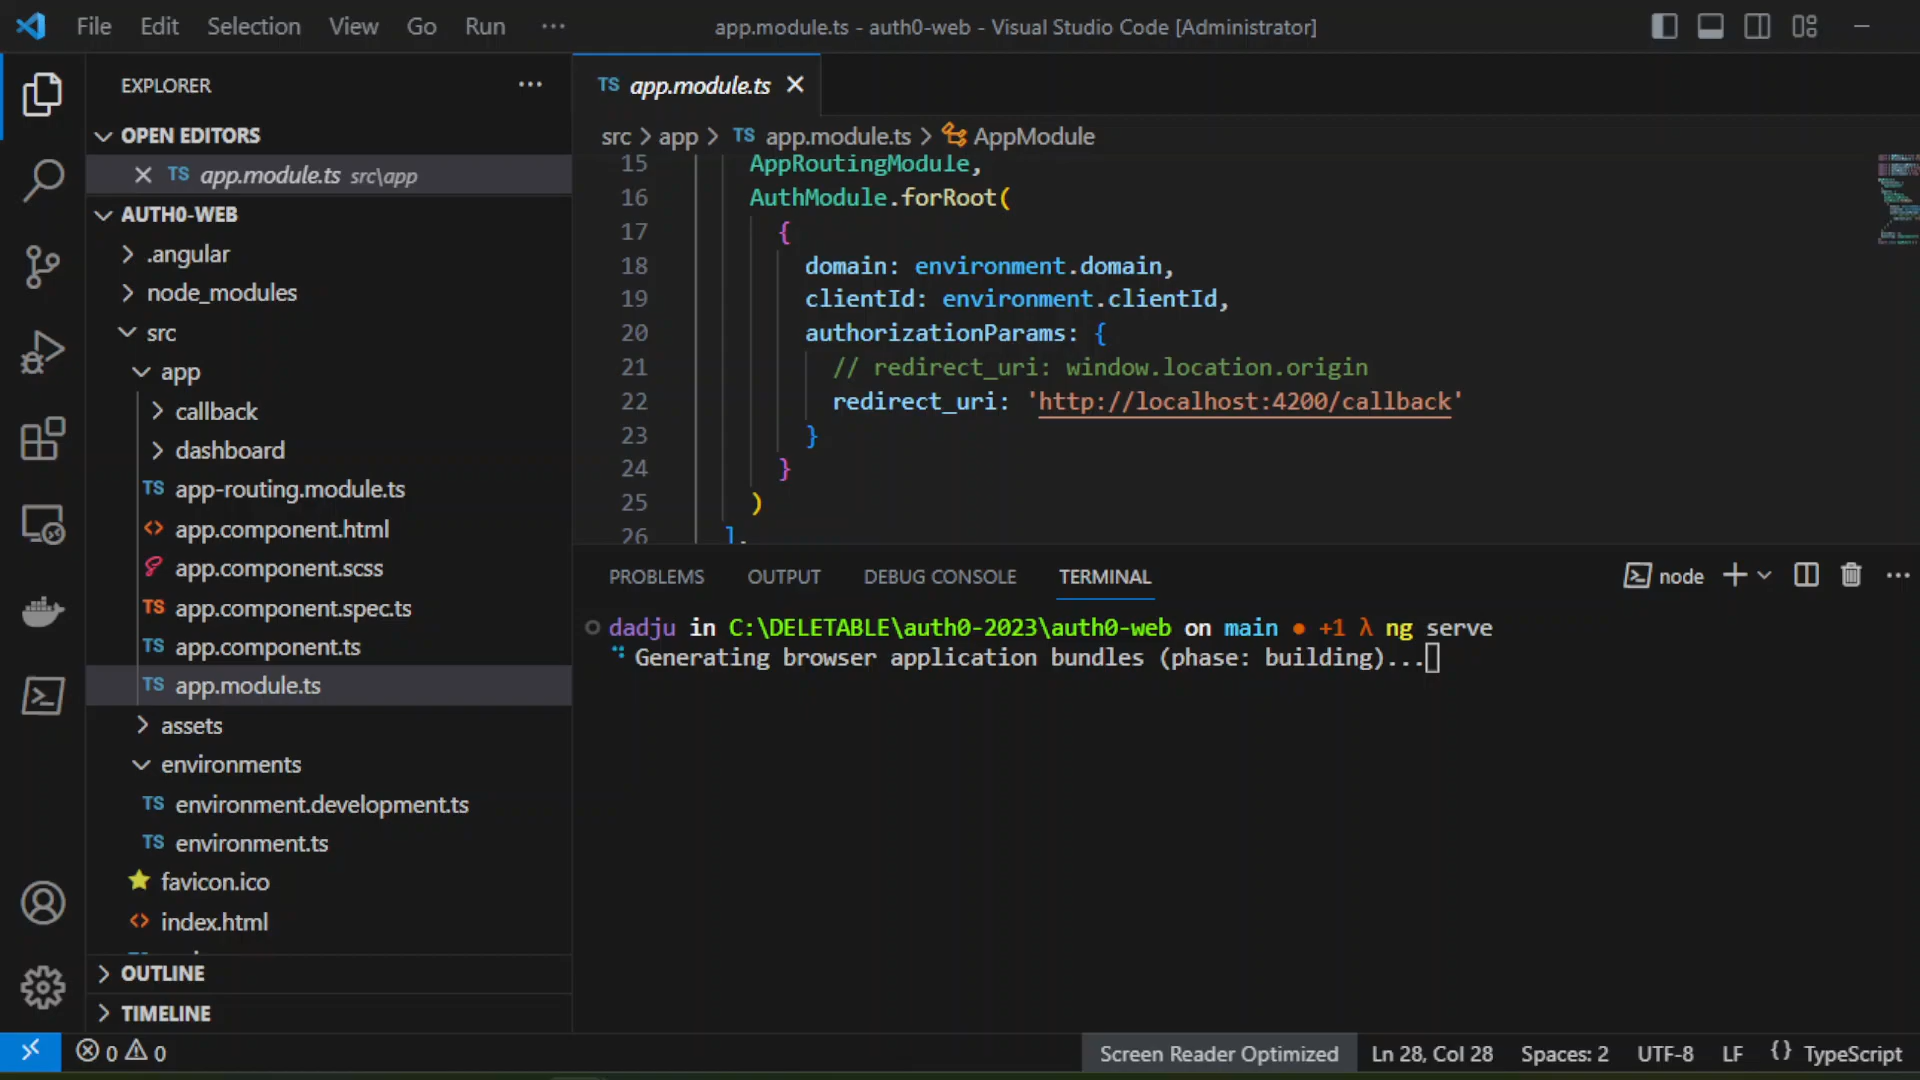 File Edit Selection View Go Run ···
app.module.ts - auth0-web - Visual Studio Code [Administrator]
EXPLORER
OPEN EDITORS
TS app.module.ts src\app
AUTH0-WEB
.angular
node_modules
src
app
callback
dashboard
TS app-routing.module.ts
app.component.html
app.component.scss
TS app.component.spec.ts
TS app.component.ts
TS app.module.ts
assets
environments
TS environment.development.ts
TS environment.ts
favicon.ico
index.html
OUTLINE
TIMELINE
TS app.module.ts
src > app > TS app.module.ts > AppModule
15 AppRoutingModule,
16 AuthModule.forRoot(
17 {
18 domain: environment.domain,
19 clientId: environment.clientId,
20 authorizationParams: {
21 // redirect_uri: window.location.origin
22 redirect_uri: 'http://localhost:4200/callback'
23 }
24 }
25 )
26 ],
PROBLEMS OUTPUT DEBUG CONSOLE TERMINAL
node
dadju in C:\DELETABLE\auth0-2023\auth0-web on main ● +1 λ ng serve
Generating browser application bundles (phase: building)...
0 0
Screen Reader Optimized Ln 28, Col 28 Spaces: 2 UTF-8 LF {} TypeScript